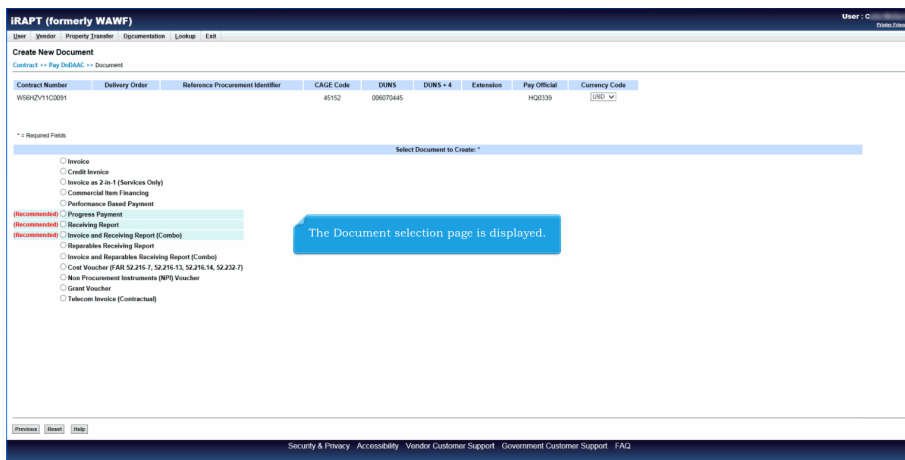 iRAPT (formerly WAWF)
User : C
Printer Frien
User Vendor Property Transfer Documentation Lookup Exit
Create New Document
Contract >> Pay DoDAAC >> Document
Contract Number Delivery Order Reference Procurement Identifier CAGE Code DUNS DUNS + 4 Extension Pay Official Currency Code
W56HZV11C0091 45152 006070445 HQ0339 USD
* = Required Fields
Select Document to Create: *
Invoice
Credit Invoice
Invoice as 2-in-1 (Services Only)
Commercial Item Financing
Performance Based Payment
(Recommended) Progress Payment
(Recommended) Receiving Report
(Recommended) Invoice and Receiving Report (Combo)
Reparables Receiving Report
Invoice and Reparables Receiving Report (Combo)
Cost Voucher (FAR 52.216-7, 52.216-13, 52.216.14, 52.232-7)
Non Procurement Instruments (NPI) Voucher
Grant Voucher
Telecom Invoice (Contractual)
The Document selection page is displayed.
Previous Reset Help
Security & Privacy Accessibility Vendor Customer Support Government Customer Support FAQ